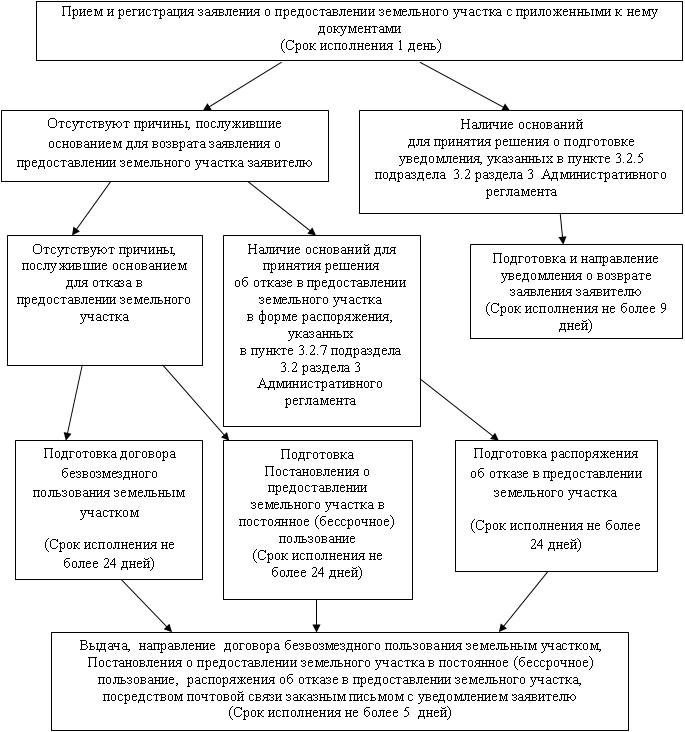 Прием и регистрация заявления о предоставлении земельного участка с приложенными к нему
документами
(Срок исполнения 1 день)
Отсутствуют причины, послужившие
основанием для возврата заявления о
предоставлении земельного участка заявителю
Наличие оснований
для принятия решения о подготовке
уведомления, указанных в пункте 3.2.5
подраздела 3.2 раздела 3 Административного
регламента
Отсутствуют причины,
послужившие основанием
для отказа в
предоставлении земельного
участка
Наличие оснований для
принятия решения
об отказе в предоставлении
земельного участка
в форме распоряжения,
указанных
в пункте 3.2.7 подраздела
3.2 раздела 3
Административного
регламента
Подготовка и направление
уведомления о возврате
заявления заявителю
(Срок исполнения не более 9
дней)
Подготовка договора
безвозмездного
пользования земельным
участком
(Срок исполнения не
более 24 дней)
Подготовка
Постановления о
предоставлении
земельного участка в
постоянное (бессрочное)
пользование
(Срок исполнения не
более 24 дней)
Подготовка распоряжения
об отказе в предоставлении
земельного участка
(Срок исполнения не более
24 дней)
Выдача, направление договора безвозмездного пользования земельным участком,
Постановления о предоставлении земельного участка в постоянное (бессрочное)
пользование, распоряжения об отказе в предоставлении земельного участка,
посредством почтовой связи заказным письмом с уведомлением заявителю
(Срок исполнения не более 5 дней)